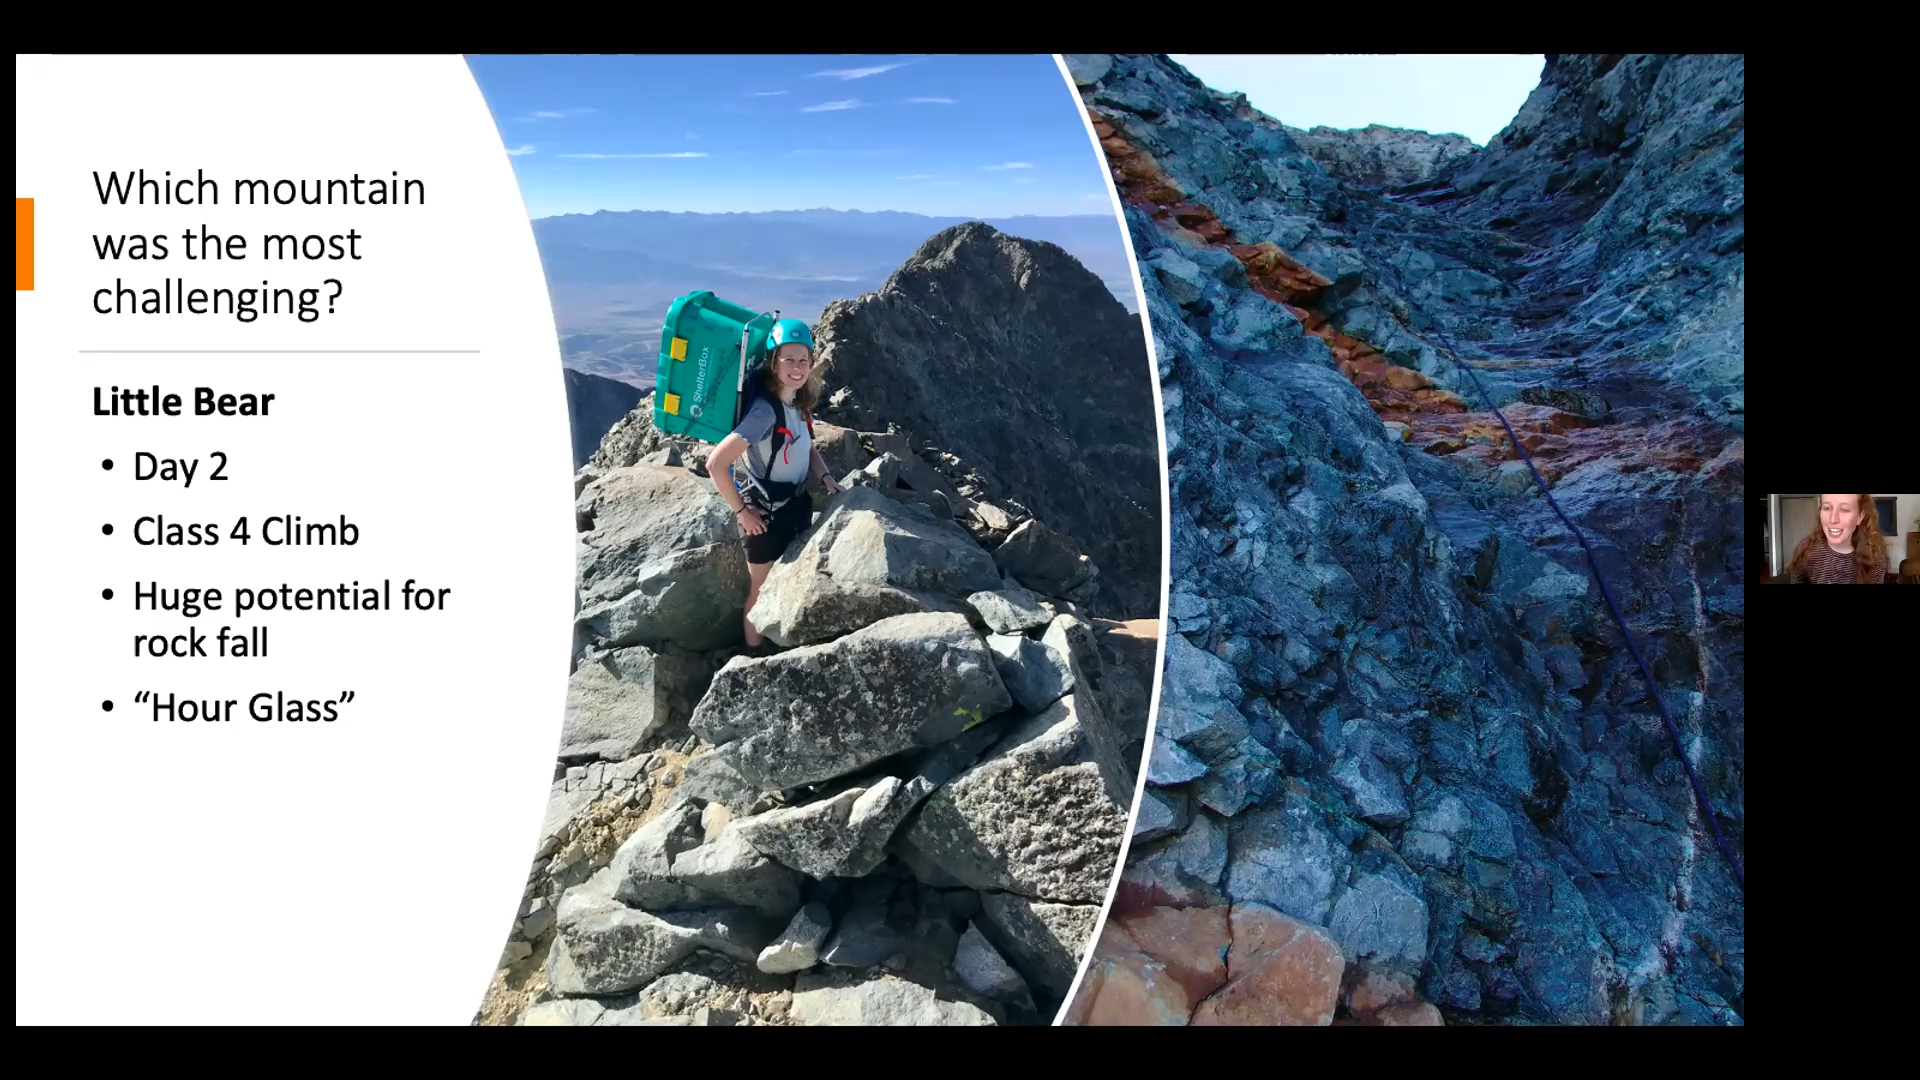 Which mountain
was the most
challenging?
Little Bear
• Day 2
• Class 4 Climb
• Huge potential for
rock fall
• “Hour Glass”
ShelterBox